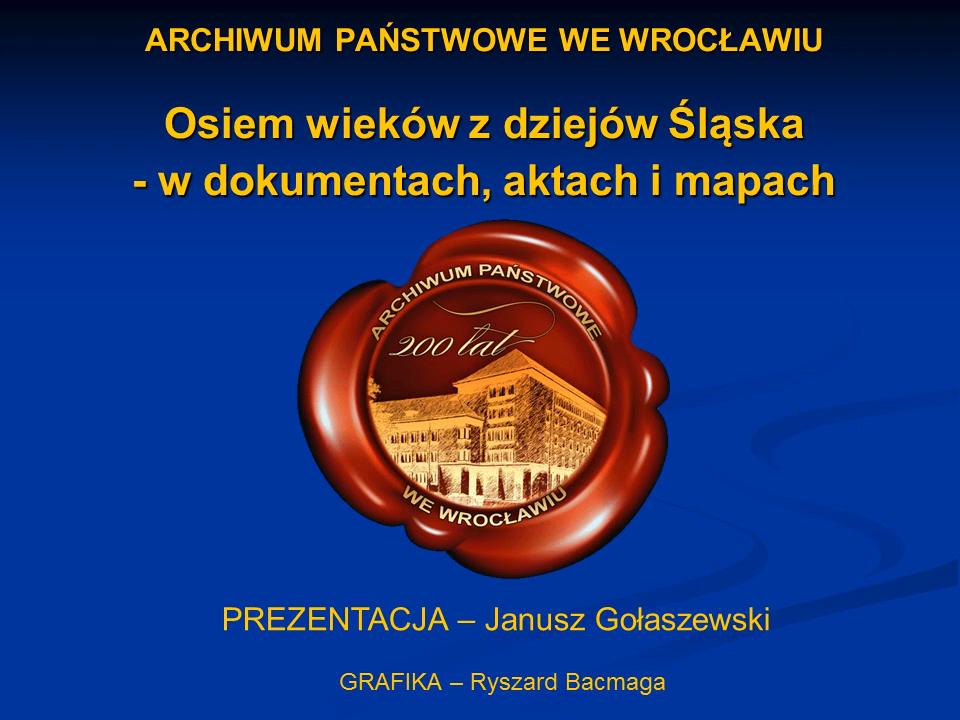 ARCHIWUM PAŃSTWOWE WE WROCŁAWIU
Osiem wieków z dziejów Śląska
- w dokumentach, aktach i mapach
ARCHIWUM PAŃSTWOWE
200 lat
WE WROCŁAWIU
PREZENTACJA – Janusz Gołaszewski
GRAFIKA – Ryszard Bacmaga